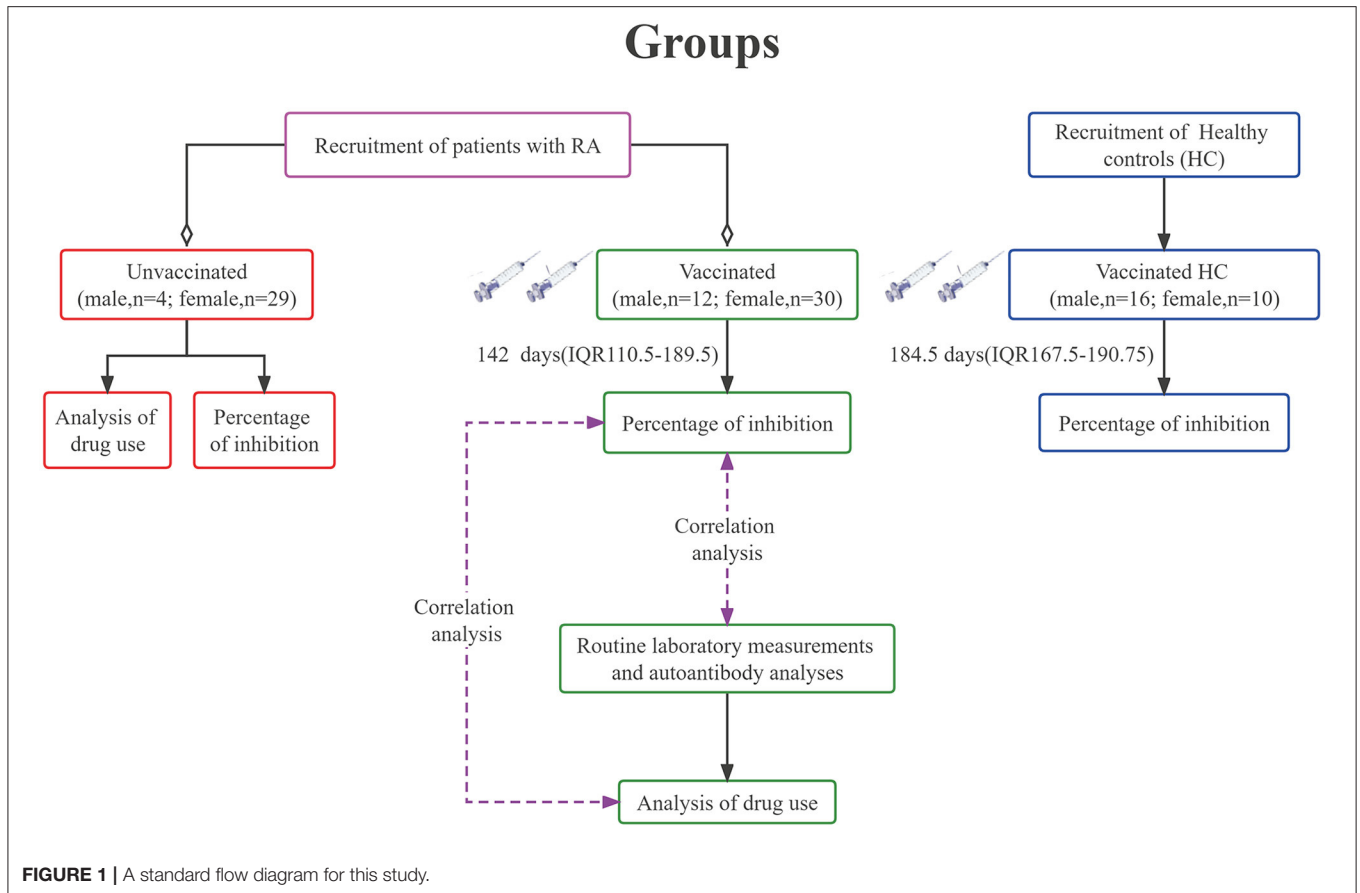 Groups
Recruitment of patients with RA
Recruitment of Healthy
controls (HC)
Unvaccinated
(male,n=4; female,n=29)
Vaccinated
(male,n=12; female,n=30)
Vaccinated HC
(male,n=16; female,n=10)
142 days(IQR110.5-189.5)
184.5 days(IQR167.5-190.75)
Analysis of
drug use
Percentage
of inhibition
Percentage of inhibition
Percentage of inhibition
Correlation
analysis
Correlation
analysis
Routine laboratory measurements
and autoantibody analyses
Analysis of drug use
FIGURE 1 | A standard flow diagram for this study.